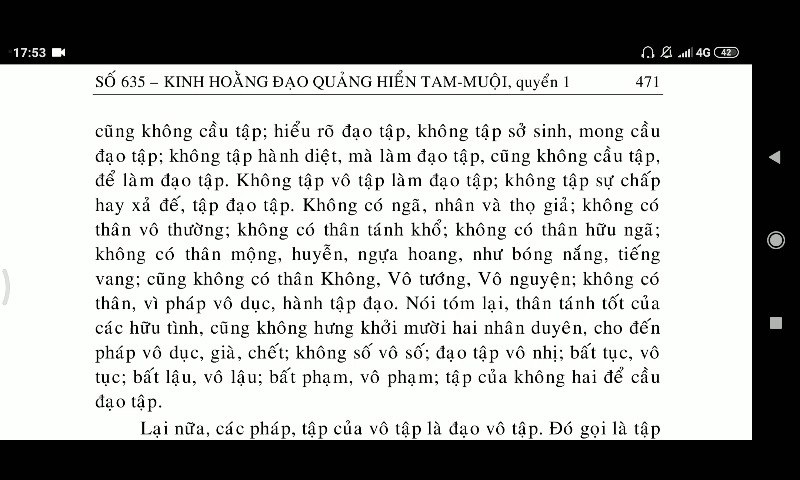 17:53 4G 42
SỐ 635 – KINH HOẰNG ĐẠO QUẢNG HIỂN TAM-MUỘI, quyển 1 471
cũng không cầu tập; hiểu rõ đạo tập, không tập sở sinh, mong cầu
đạo tập; không tập hành diệt, mà làm đạo tập, cũng không cầu tập,
để làm đạo tập. Không tập vô tập làm đạo tập; không tập sự chấp
hay xả đế, tập đạo tập. Không có ngã, nhân và thọ giả; không có
thân vô thường; không có thân tánh khổ; không có thân hữu ngã;
không có thân mộng, huyễn, ngựa hoang, như bóng nắng, tiếng
vang; cũng không có thân Không, Vô tướng, Vô nguyện; không có
thân, vì pháp vô dục, hành tập đạo. Nói tóm lại, thân tánh tốt của
các hữu tình, cũng không hưng khởi mười hai nhân duyên, cho đến
pháp vô dục, già, chết; không số vô số; đạo tập vô nhị; bất tục, vô
tục; bất lậu, vô lậu; bất phạm, vô phạm; tập của không hai để cầu
đạo tập.
Lại nữa, các pháp, tập của vô tập là đạo vô tập. Đó gọi là tập